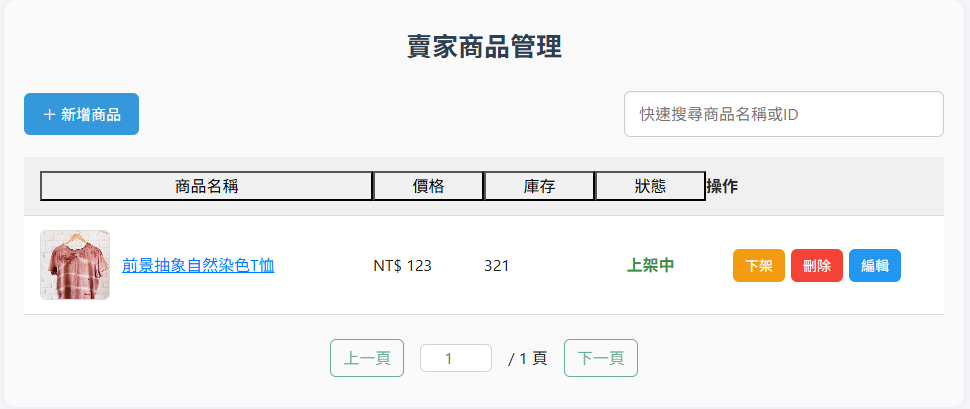 賣家商品管理
＋ 新增商品
快速搜尋商品名稱或ID
商品名稱 價格 庫存 狀態 操作
前景抽象自然染色T恤 NT$ 123 321 上架中 下架 刪除 編輯
上一頁 1 / 1 頁 下一頁